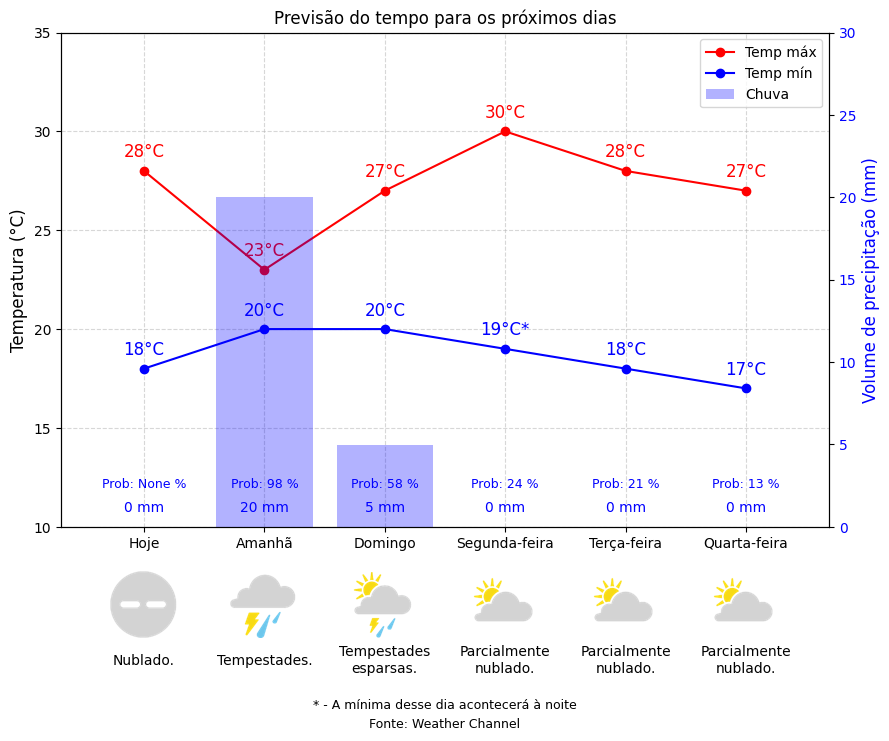 Previsão do tempo para os próximos dias
Temp máx
Temp mín
Chuva
Temperatura (°C)
35
30
25
20
15
10
Volume de precipitação (mm)
30
25
20
15
10
5
0
28°C
23°C
27°C
30°C
28°C
27°C
18°C
20°C
20°C
19°C*
18°C
17°C
Prob: None %
Prob: 98 %
Prob: 58 %
Prob: 24 %
Prob: 21 %
Prob: 13 %
0 mm
20 mm
5 mm
0 mm
0 mm
0 mm
Hoje
Amanhã
Domingo
Segunda-feira
Terça-feira
Quarta-feira
Nublado.
Tempestades.
Tempestades
esparsas.
Parcialmente
nublado.
Parcialmente
nublado.
Parcialmente
nublado.
* - A mínima desse dia acontecerá à noite
Fonte: Weather Channel